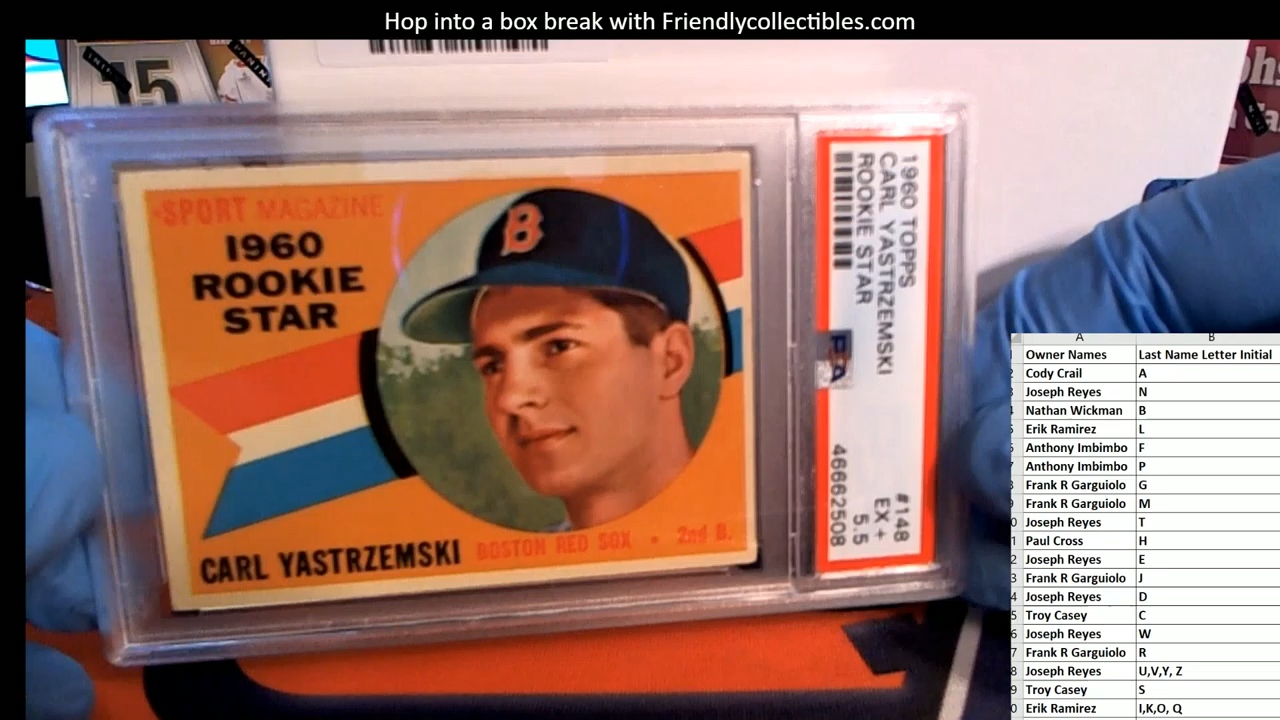 Hop into a box break with Friendlycollectibles.com
15
PANINI
SPORT MAGAZINE
1960
ROOKIE
STAR
B
CARL YASTRZEMSKI BOSTON RED SOX • 2nd B.
1960 TOPPS #148
CARL YASTRZEMSKI EX +
ROOKIE STAR 5.5
PSA
46662508
A B
Owner Names Last Name Letter Initial
Cody Crail A
Joseph Reyes N
Nathan Wickman B
Erik Ramirez L
Anthony Imbimbo F
Anthony Imbimbo P
Frank R Garguiolo G
Frank R Garguiolo M
Joseph Reyes T
Paul Cross H
Joseph Reyes E
Frank R Garguiolo J
Joseph Reyes D
Troy Casey C
Joseph Reyes W
Frank R Garguiolo R
Joseph Reyes U,V,Y, Z
Troy Casey S
Erik Ramirez I,K,O, Q